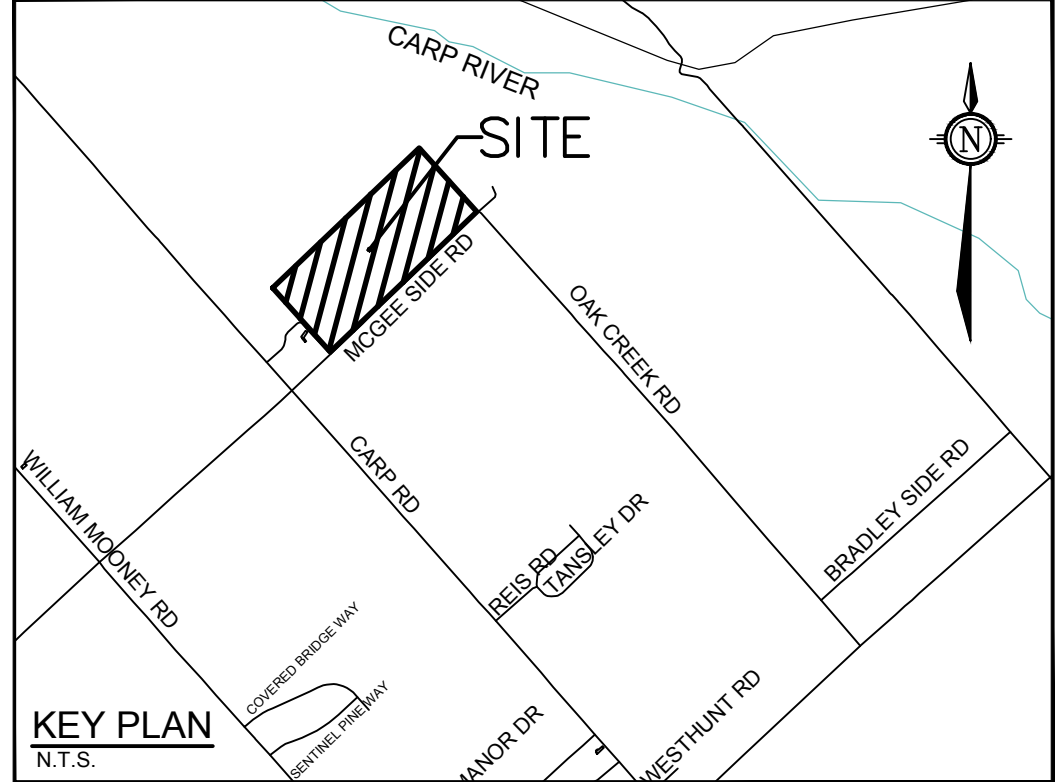 CARP RIVER
SITE
N
MCGEE SIDE RD
OAK CREEK RD
WILLIAM MOONEY RD
CARP RD
BRADLEY SIDE RD
REIS RD
TANSLEY DR
COVERED BRIDGE WAY
SENTINEL PINE WAY
MANOR DR
WESTHUNT RD
KEY PLAN
N.T.S.